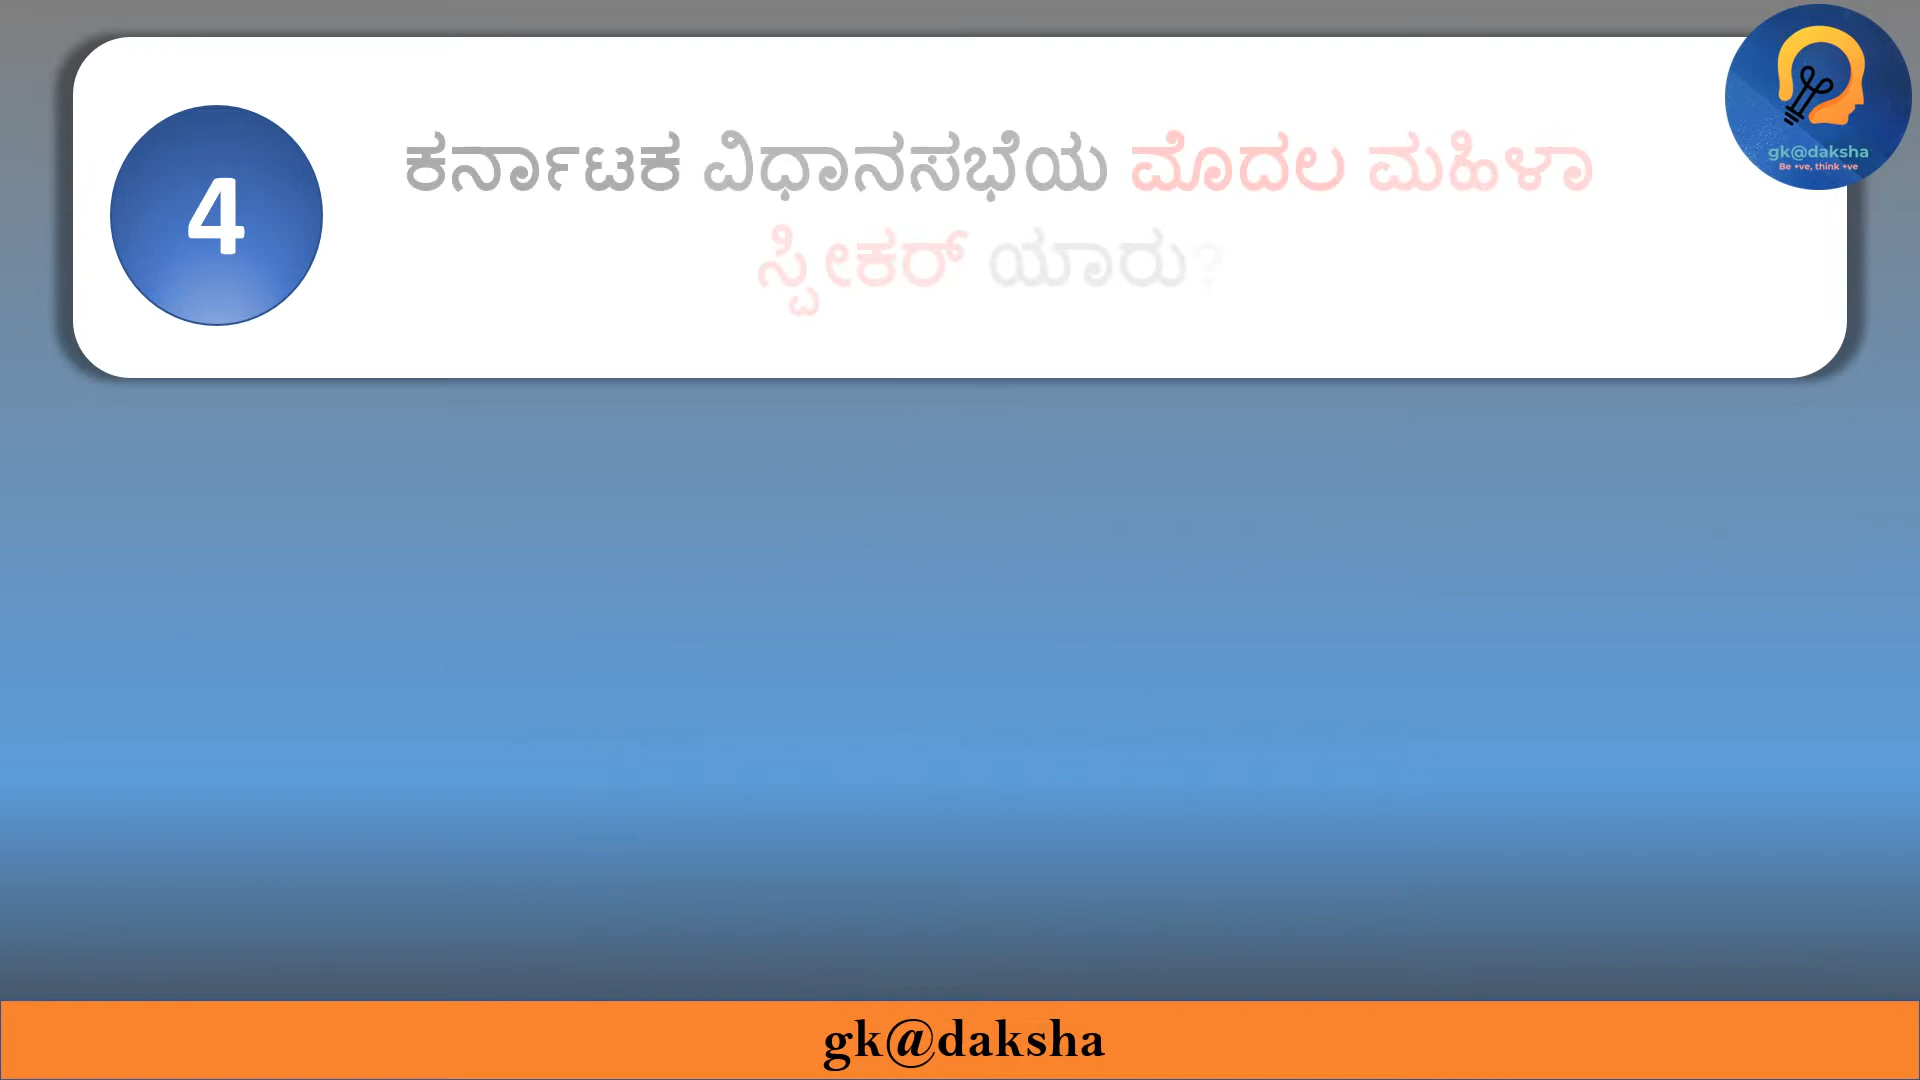 4
ಕರ್ನಾಟಕ ವಿಧಾನಸಭೆಯ ಮೊದಲ ಮಹಿಳಾ
ಸ್ಪೀಕರ್ ಯಾರು?
gk@daksha
Be +ve, think +ve
gk@daksha